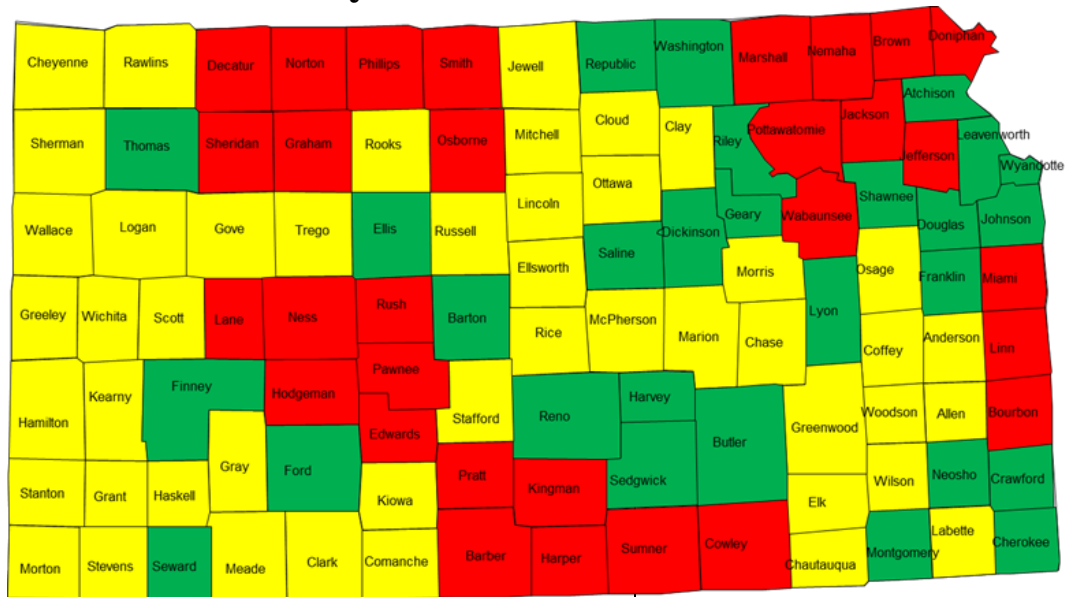 Cheyenne
Rawlins
Decatur
Norton
Phillips
Smith
Jewell
Republic
Washington
Marshall
Nemaha
Brown
Doniphan
Sherman
Thomas
Sheridan
Graham
Rooks
Osborne
Mitchell
Cloud
Clay
Riley
Pottawatomie
Jackson
Atchison
Jefferson
Leavenworth
Wyandotte
Wallace
Logan
Gove
Trego
Ellis
Russell
Lincoln
Ottawa
Saline
Dickinson
Geary
Wabaunsee
Shawnee
Douglas
Johnson
Ellsworth
Morris
Osage
Franklin
Miami
Greeley
Wichita
Scott
Lane
Ness
Rush
Barton
Rice
McPherson
Marion
Chase
Lyon
Coffey
Anderson
Linn
Hamilton
Kearny
Finney
Hodgeman
Pawnee
Edwards
Stafford
Reno
Harvey
Butler
Greenwood
Woodson
Allen
Bourbon
Stanton
Grant
Haskell
Gray
Ford
Kiowa
Pratt
Kingman
Sedgwick
Elk
Wilson
Neosho
Crawford
Morton
Stevens
Seward
Meade
Clark
Comanche
Barber
Harper
Sumner
Cowley
Chautauqua
Montgomery
Labette
Cherokee